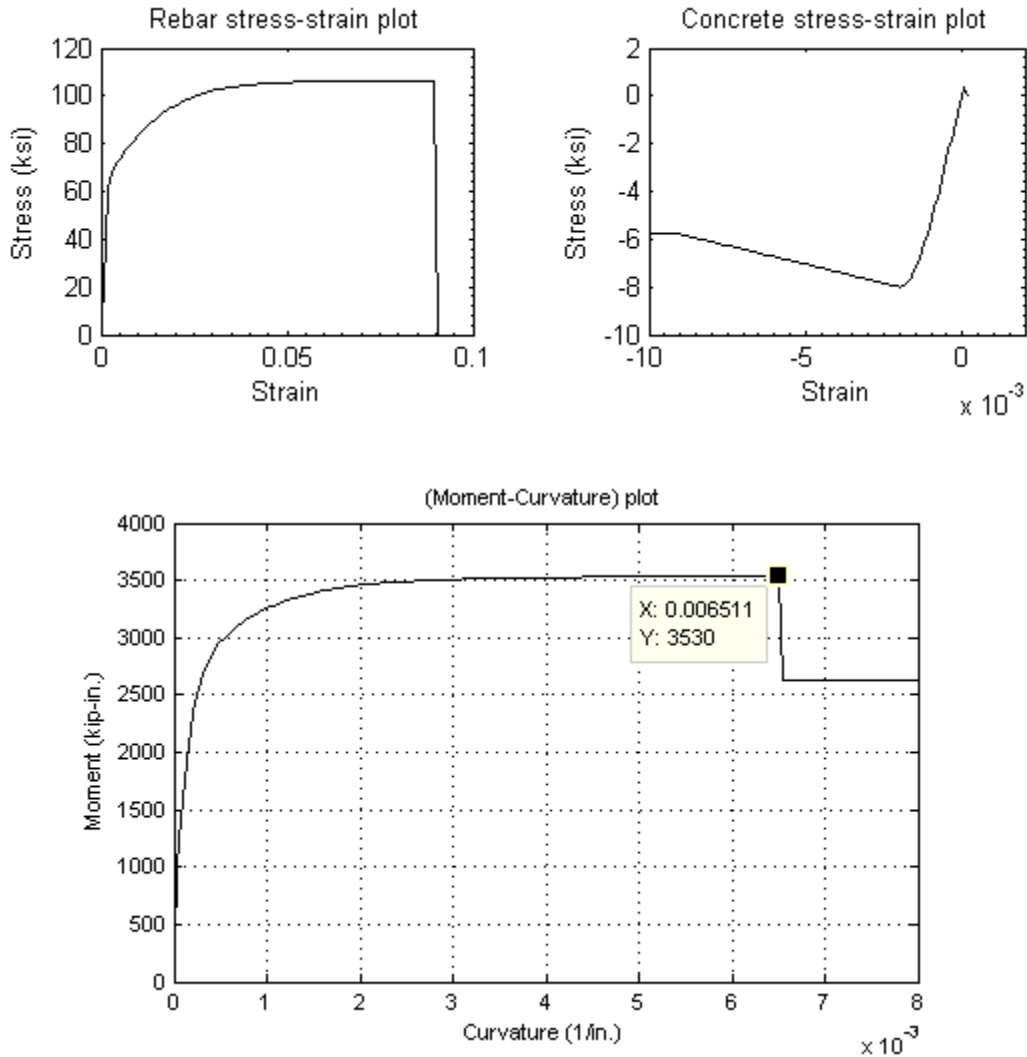 Rebar stress-strain plot
120
100
80
60
40
20
0
Stress (ksi)
0
0.05
0.1
Strain
Concrete stress-strain plot
2
0
-2
-4
-6
-8
-10
Stress (ksi)
-10
-5
0
Strain
x 10⁻³
(Moment-Curvature) plot
4000
3500
3000
2500
2000
1500
1000
500
0
Moment (kip-in.)
X: 0.006511
Y: 3530
0
1
2
3
4
5
6
7
8
Curvature (1/in.)
x 10⁻³